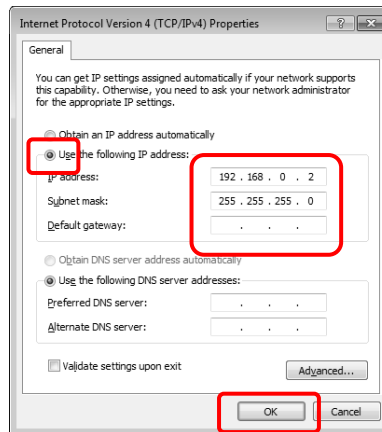 Internet Protocol Version 4 (TCP/IPv4) Properties
General
You can get IP settings assigned automatically if your network supports
this capability. Otherwise, you need to ask your network administrator
for the appropriate IP settings.
Obtain an IP address automatically
Use the following IP address:
IP address: 192 . 168 . 0 . 2
Subnet mask: 255 . 255 . 255 . 0
Default gateway: . . .
Obtain DNS server address automatically
Use the following DNS server addresses:
Preferred DNS server: . . .
Alternate DNS server: . . .
Validate settings upon exit
Advanced...
OK Cancel